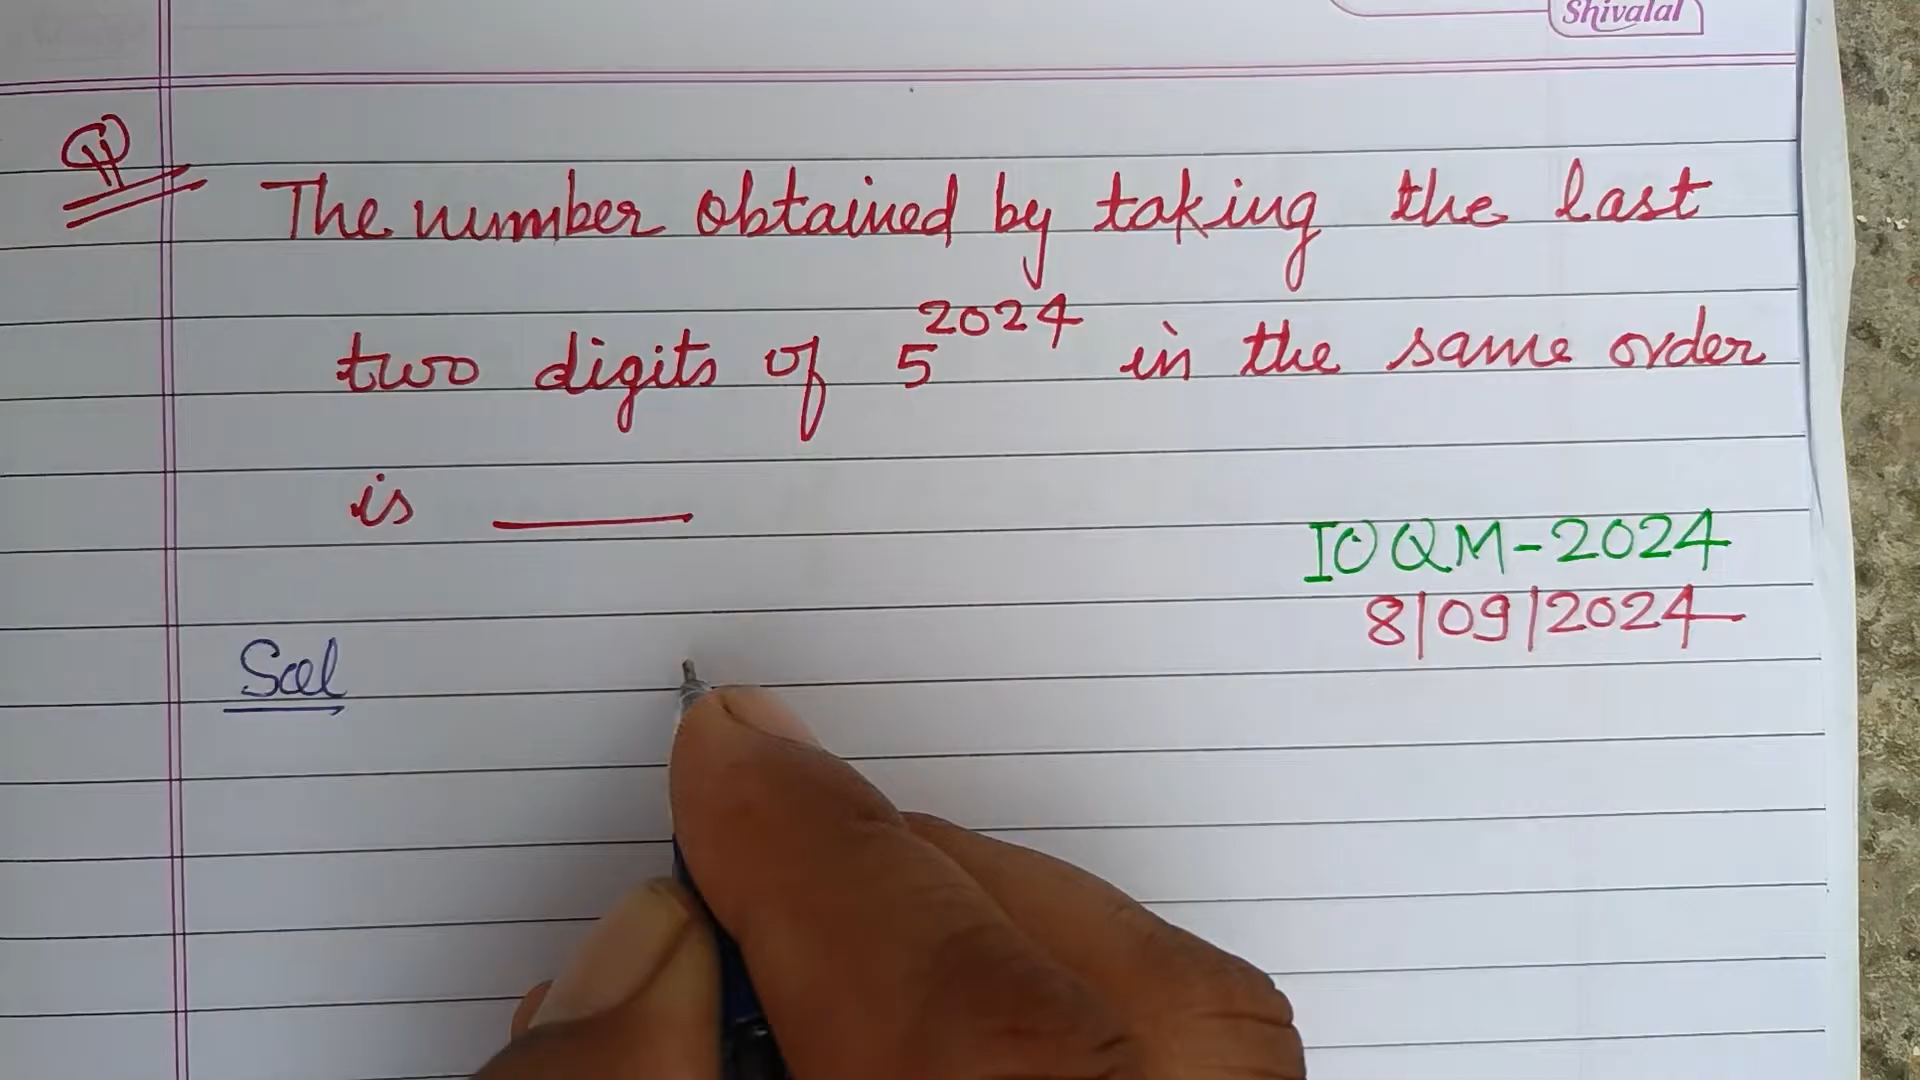 Shivalal
Q) The number obtained by taking the last
two digits of 5^2024 in the same order
is ____
IOQM-2024
8/09/2024
Sol